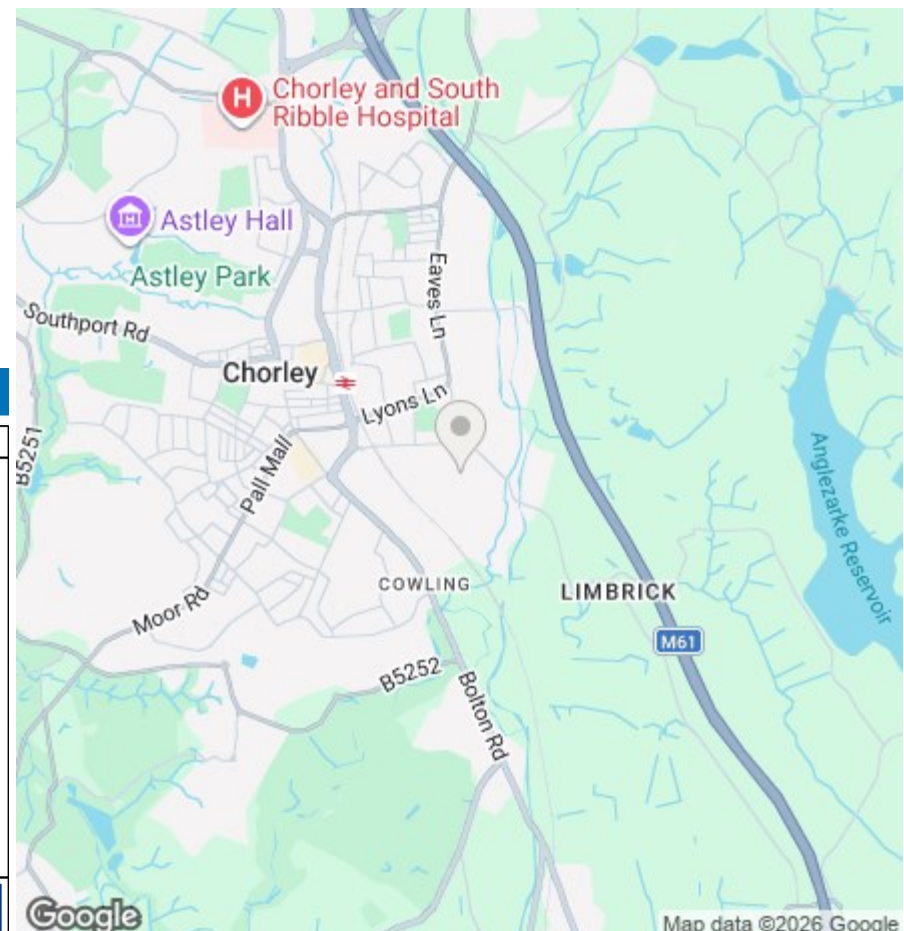 H
Chorley and South
Ribble Hospital
Astley Hall
Astley Park
Eaves Ln
Southport Rd
Chorley
Lyons Ln
B5251
Pall Mall
Anglezarke Reservoir
COWLING
LIMBRICK
Moor Rd
M61
B5252
Bolton Rd
Google
Map data ©2026 Google